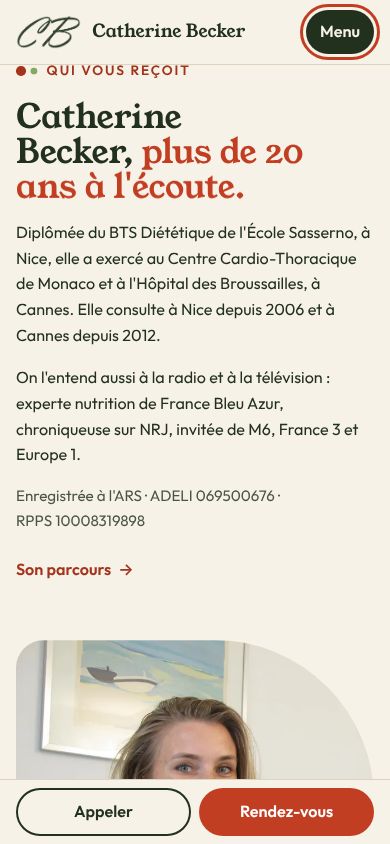 CB Catherine Becker
Menu
QUI VOUS REÇOIT
Catherine
Becker, plus de 20
ans à l'écoute.
Diplômée du BTS Diététique de l'École Sasserno, à
Nice, elle a exercé au Centre Cardio-Thoracique
de Monaco et à l'Hôpital des Broussailles, à
Cannes. Elle consulte à Nice depuis 2006 et à
Cannes depuis 2012.
On l'entend aussi à la radio et à la télévision :
experte nutrition de France Bleu Azur,
chroniqueuse sur NRJ, invitée de M6, France 3 et
Europe 1.
Enregistrée à l'ARS · ADELI 069500676 ·
RPPS 10008319898
Son parcours →
Appeler
Rendez-vous